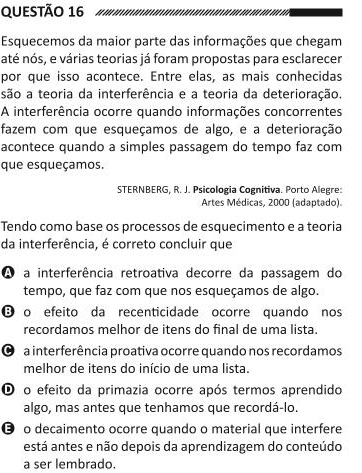 QUESTÃO 16
Esquecemos da maior parte das informações que chegam
até nós, e várias teorias já foram propostas para esclarecer
por que isso acontece. Entre elas, as mais conhecidas
são a teoria da interferência e a teoria da deterioração.
A interferência ocorre quando informações concorrentes
fazem com que esqueçamos de algo, e a deterioração
acontece quando a simples passagem do tempo faz com
que esqueçamos.
STERNBERG, R. J. Psicologia Cognitiva. Porto Alegre:
Artes Médicas, 2000 (adaptado).
Tendo como base os processos de esquecimento e a teoria
da interferência, é correto concluir que
A a interferência retroativa decorre da passagem do
tempo, que faz com que nos esqueçamos de algo.
B o efeito da recenticidade ocorre quando nos
recordamos melhor de itens do final de uma lista.
C a interferência proativa ocorre quando nos recordamos
melhor de itens do início de uma lista.
D o efeito da primazia ocorre após termos aprendido
algo, mas antes que tenhamos que recordá-lo.
E o decaimento ocorre quando o material que interfere
está antes e não depois da aprendizagem do conteúdo
a ser lembrado.